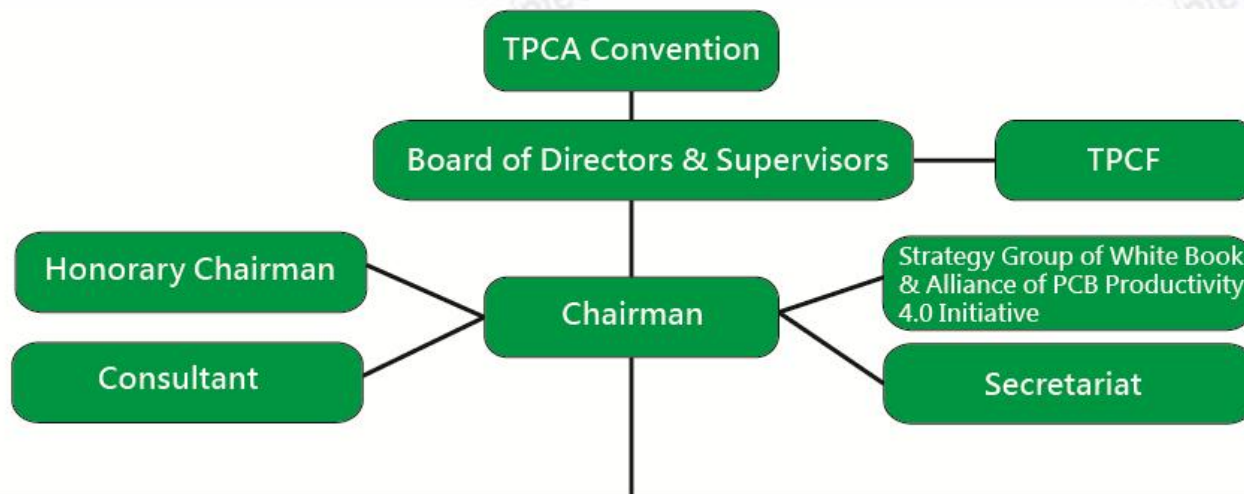 TPCA Convention
Board of Directors & Supervisors
TPCF
Honorary Chairman
Chairman
Strategy Group of White Book
& Alliance of PCB Productivity
4.0 Initiative
Consultant
Secretariat